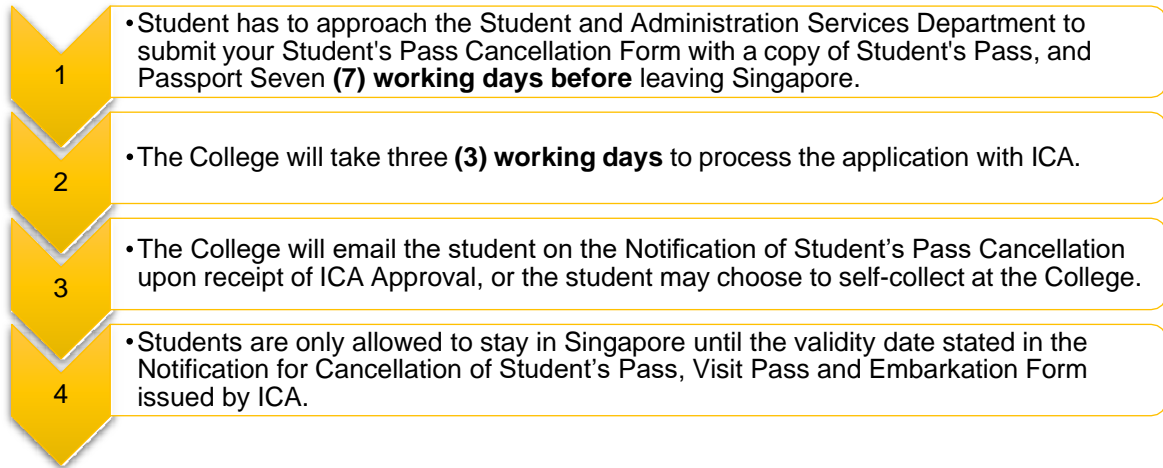 1
•Student has to approach the Student and Administration Services Department to
submit your Student's Pass Cancellation Form with a copy of Student's Pass, and
Passport Seven (7) working days before leaving Singapore.
2
•The College will take three (3) working days to process the application with ICA.
3
•The College will email the student on the Notification of Student’s Pass Cancellation
upon receipt of ICA Approval, or the student may choose to self-collect at the College.
4
•Students are only allowed to stay in Singapore until the validity date stated in the
Notification for Cancellation of Student’s Pass, Visit Pass and Embarkation Form
issued by ICA.